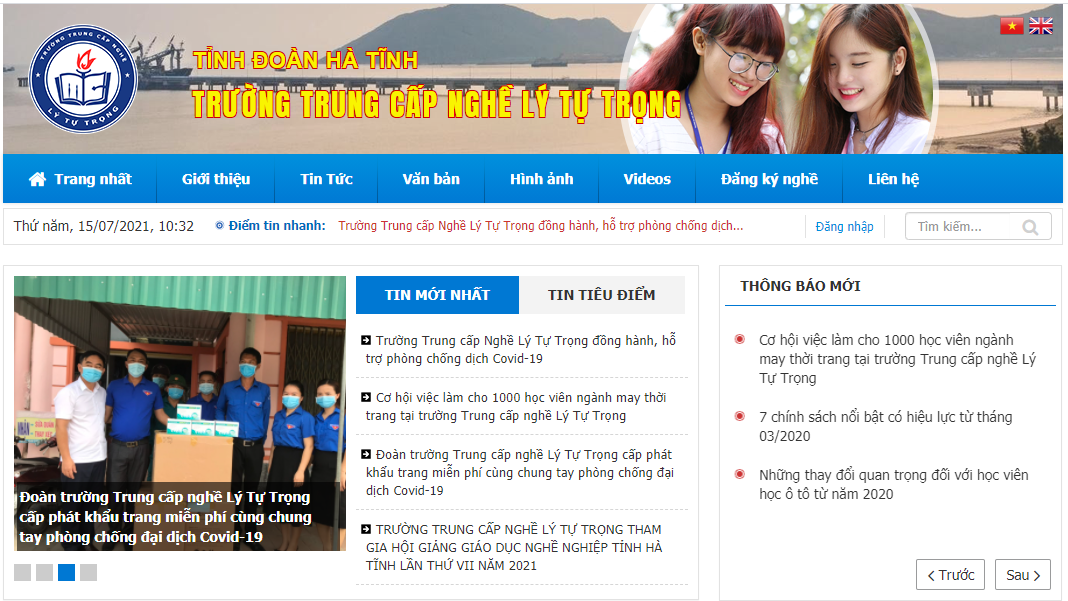 TRƯỜNG TRUNG CẤP NGHỀ
LÝ TỰ TRỌNG
TỈNH ĐOÀN HÀ TĨNH
TRƯỜNG TRUNG CẤP NGHỀ LÝ TỰ TRỌNG
Trang nhất Giới thiệu Tin Tức Văn bản Hình ảnh Videos Đăng ký nghề Liên hệ
Thứ năm, 15/07/2021, 10:32 Điểm tin nhanh: Trường Trung cấp Nghề Lý Tự Trọng đồng hành, hỗ trợ phòng chống dịch... Đăng nhập Tìm kiếm...
Đoàn trường Trung cấp nghề Lý Tự Trọng
cấp phát khẩu trang miễn phí cùng chung
tay phòng chống đại dịch Covid-19
TIN MỚI NHẤT TIN TIÊU ĐIỂM
Trường Trung cấp Nghề Lý Tự Trọng đồng hành, hỗ
trợ phòng chống dịch Covid-19
Cơ hội việc làm cho 1000 học viên ngành may thời
trang tại trường Trung cấp nghề Lý Tự Trọng
Đoàn trường Trung cấp nghề Lý Tự Trọng cấp phát
khẩu trang miễn phí cùng chung tay phòng chống đại
dịch Covid-19
TRƯỜNG TRUNG CẤP NGHỀ LÝ TỰ TRỌNG THAM
GIA HỘI GIẢNG GIÁO DỤC NGHỀ NGHIỆP TỈNH HÀ
TĨNH LẦN THỨ VII NĂM 2021
THÔNG BÁO MỚI
Cơ hội việc làm cho 1000 học viên ngành
may thời trang tại trường Trung cấp nghề Lý
Tự Trọng
7 chính sách nổi bật có hiệu lực từ tháng
03/2020
Những thay đổi quan trọng đối với học viên
học ô tô từ năm 2020
Trước Sau